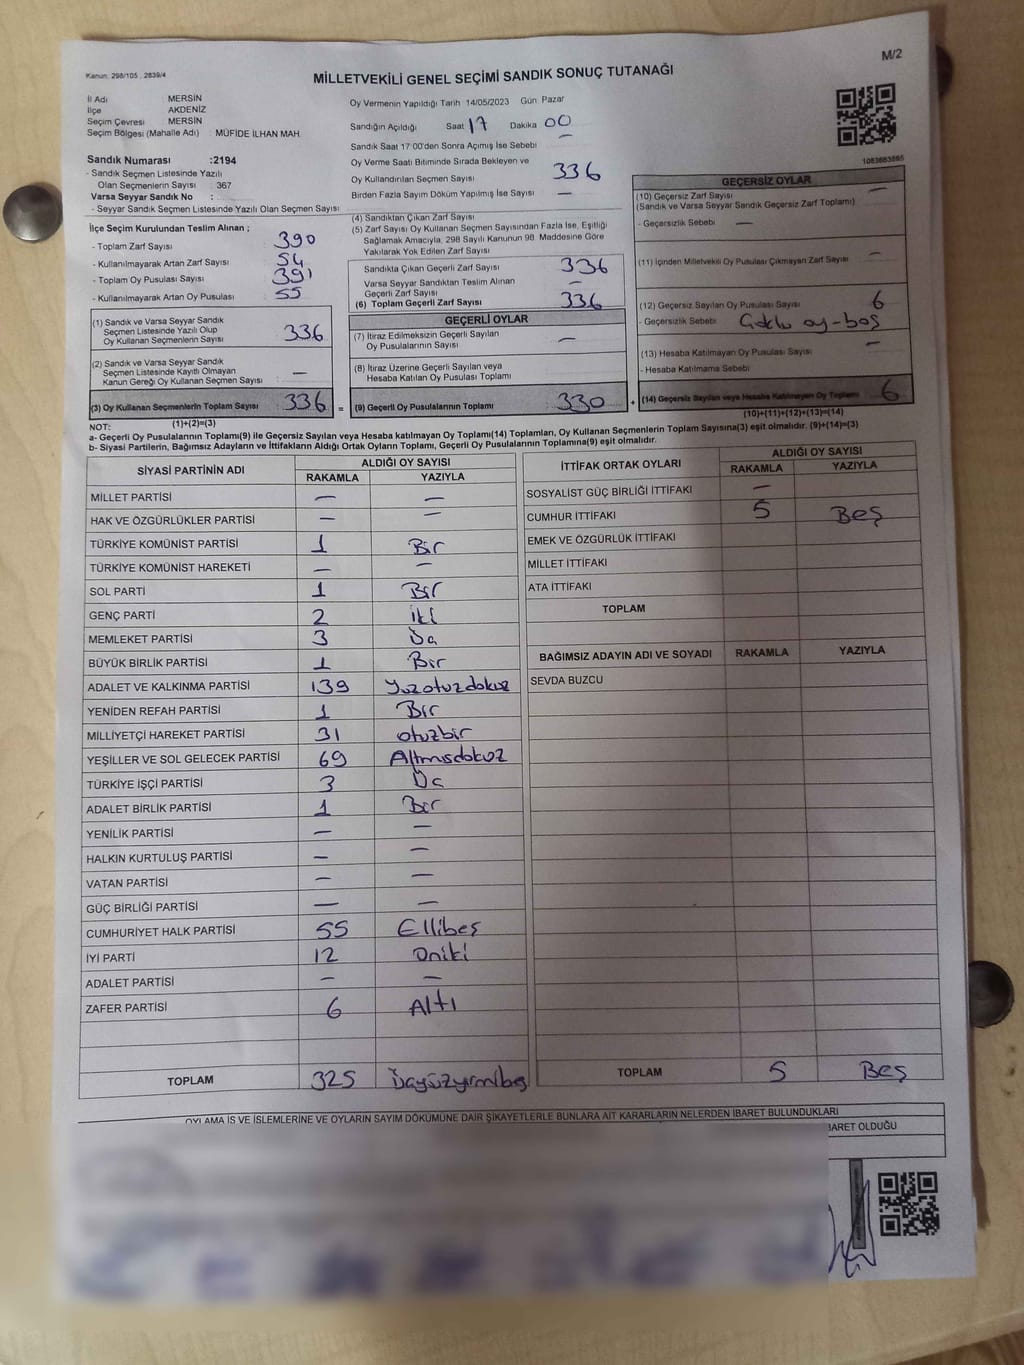 Kanun: 298/105 , 2839/4
M/2
MİLLETVEKİLİ GENEL SEÇİMİ SANDIK SONUÇ TUTANAĞI
İl Adı : MERSİN
İlçe AKDENİZ
Seçim Çevresi : MERSİN
Seçim Bölgesi (Mahalle Adı) : MÜFİDE İLHAN MAH.
Oy Vermenin Yapıldığı Tarih 14/05/2023 Gün Pazar
Sandığın Açıldığı Saat 17 Dakika 00
Sandık Saat 17:00'den Sonra Açımış İse Sebebi —
Oy Verme Saati Bitiminde Sırada Bekleyen ve
Oy Kullandırılan Seçmen Sayısı 336
Birden Fazla Sayım Döküm Yapılmış İse Sayısı —
1083683885
Sandık Numarası :2194
- Sandık Seçmen Listesinde Yazılı
Olan Seçmenlerin Sayısı : 367
Varsa Seyyar Sandık No :
- Seyyar Sandık Seçmen Listesinde Yazılı Olan Seçmen Sayısı :
İlçe Seçim Kurulundan Teslim Alınan ;
- Toplam Zarf Sayısı : 390
- Kullanılmayarak Artan Zarf Sayısı : 54
- Toplam Oy Pusulası Sayısı : 391
- Kullanılmayarak Artan Oy Pusulası : 55
(1) Sandık ve Varsa Seyyar Sandık
Seçmen Listesinde Yazılı Olup
Oy Kullanan Seçmenlerin Sayısı : 336
(2) Sandık ve Varsa Seyyar Sandık
Seçmen Listesinde Kayıtlı Olmayan
Kanun Gereği Oy Kullanan Seçmen Sayısı : —
(3) Oy Kullanan Seçmenlerin Toplam Sayısı : 336
(1)+(2)=(3)
(4) Sandıktan Çıkan Zarf Sayısı
(5) Zarf Sayısı Oy Kullanan Seçmen Sayısından Fazla İse, Eşitliği
Sağlamak Amacıyla, 298 Sayılı Kanunun 98. Maddesine Göre
Yakılarak Yok Edilen Zarf Sayısı
Sandıkta Çıkan Geçerli Zarf Sayısı 336
Varsa Seyyar Sandıktan Teslim Alınan
Geçerli Zarf Sayısı —
(6) Toplam Geçerli Zarf Sayısı 336
GEÇERLİ OYLAR
(7) İtiraz Edilmeksizin Geçerli Sayılan
Oy Pusulalarının Sayısı —
(8) İtiraz Üzerine Geçerli Sayılan veya
Hesaba Katılan Oy Pusulası Toplamı —
= (9) Geçerli Oy Pusulalarının Toplamı 330
GEÇERSİZ OYLAR
(10) Geçersiz Zarf Sayısı —
(Sandık ve Varsa Seyyar Sandık Geçersiz Zarf Toplamı)
- Geçersizlik Sebebi —
(11) İçinden Milletvekili Oy Pusulası Çıkmayan Zarf Sayısı —
(12) Geçersiz Sayılan Oy Pusulası Sayısı 6
- Geçersizlik Sebebi oy-boş
(13) Hesaba Katılmayan Oy Pusulası Sayısı —
- Hesaba Katılmama Sebebi
+ (14) Geçersiz Sayılan veya Hesaba Katılmayan Oy Toplamı 6
(10)+(11)+(12)+(13)=(14)
NOT:
a- Geçerli Oy Pusulalarının Toplamı(9) ile Geçersiz Sayılan veya Hesaba katılmayan Oy Toplamı(14) Toplamları, Oy Kullanan Seçmenlerin Toplam Sayısına(3) eşit olmalıdır. (9)+(14)=(3)
b- Siyasi Partilerin, Bağımsız Adayların ve İttifakların Aldığı Ortak Oyların Toplamı, Geçerli Oy Pusulalarının Toplamına(9) eşit olmalıdır.
SİYASİ PARTİNİN ADI
ALDIĞI OY SAYISI
RAKAMLA YAZIYLA
MİLLET PARTİSİ — —
HAK VE ÖZGÜRLÜKLER PARTİSİ — —
TÜRKİYE KOMÜNİST PARTİSİ 1 Bir
TÜRKİYE KOMÜNİST HAREKETİ — —
SOL PARTİ 1 Bir
GENÇ PARTİ 2 iki
MEMLEKET PARTİSİ 3 Üç
BÜYÜK BİRLİK PARTİSİ 1 Bir
ADALET VE KALKINMA PARTİSİ 139 Yüzotuzdokuz
YENİDEN REFAH PARTİSİ 1 Bir
MİLLİYETÇİ HAREKET PARTİSİ 31 otuzbir
YEŞİLLER VE SOL GELECEK PARTİSİ 69 Altmışdokuz
TÜRKİYE İŞÇİ PARTİSİ 3 Üç
ADALET BİRLİK PARTİSİ 1 Bir
YENİLİK PARTİSİ — —
HALKIN KURTULUŞ PARTİSİ — —
VATAN PARTİSİ — —
GÜÇ BİRLİĞİ PARTİSİ — —
CUMHURİYET HALK PARTİSİ 55 Ellibeş
İYİ PARTİ 12 Oniki
ADALET PARTİSİ — —
ZAFER PARTİSİ 6 Altı
TOPLAM 325 Üçyüzyirmibeş
İTTİFAK ORTAK OYLARI
ALDIĞI OY SAYISI
RAKAMLA YAZIYLA
SOSYALİST GÜÇ BİRLİĞİ İTTİFAKI —
CUMHUR İTTİFAKI 5 Beş
EMEK VE ÖZGÜRLÜK İTTİFAKI
MİLLET İTTİFAKI
ATA İTTİFAKI
TOPLAM
BAĞIMSIZ ADAYIN ADI VE SOYADI RAKAMLA YAZIYLA
SEVDA BUZCU
TOPLAM 5 Beş
OYLAMA İŞ VE İŞLEMLERİNE VE OYLARIN SAYIM DÖKÜMÜNE DAİR ŞİKAYETLERLE BUNLARA AİT KARARLARIN NELERDEN İBARET BULUNDUKLARI
İBARET OLDUĞU